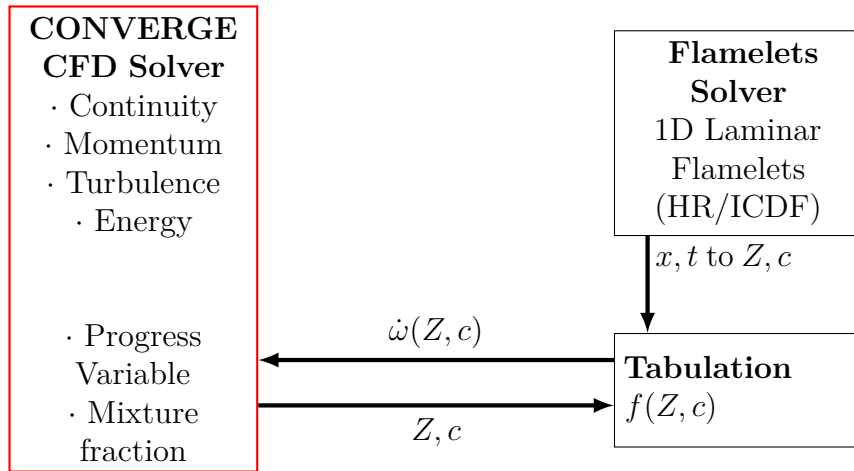 CONVERGE
CFD Solver
· Continuity
· Momentum
· Turbulence
· Energy
· Progress
Variable
· Mixture
fraction
Flamelets
Solver
1D Laminar
Flamelets
(HR/ICDF)
x, t to Z, c
ω̇(Z, c)
Z, c
Tabulation
f(Z, c)